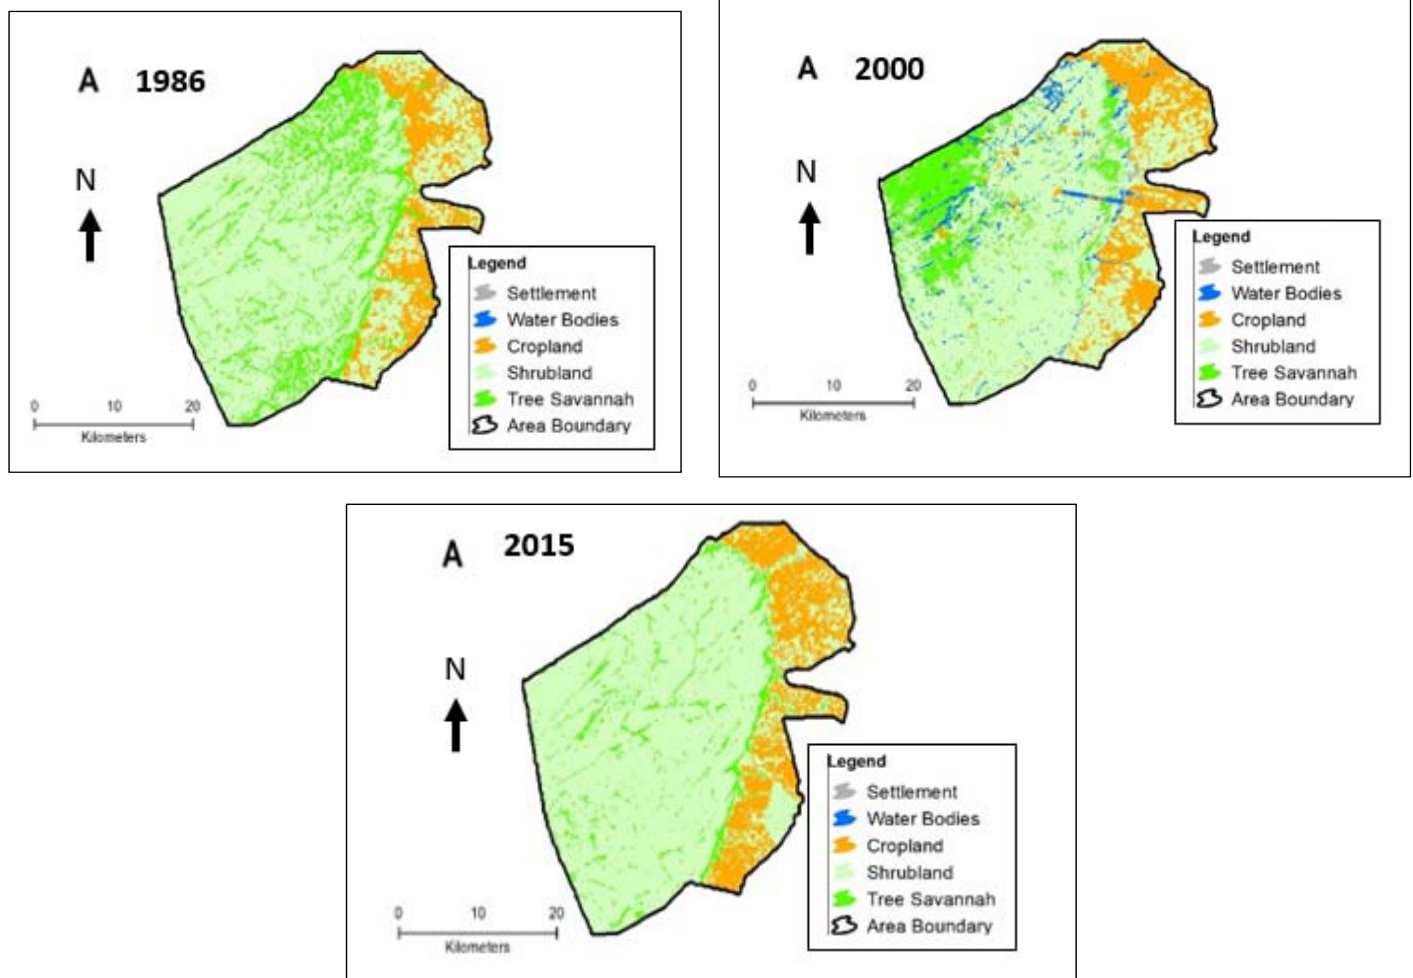 A 1986
N
Legend
Settlement
Water Bodies
Cropland
Shrubland
Tree Savannah
Area Boundary
0 10 20
Kilometers
A 2000
N
Legend
Settlement
Water Bodies
Cropland
Shrubland
Tree Savannah
Area Boundary
0 10 20
Kilometers
A 2015
N
Legend
Settlement
Water Bodies
Cropland
Shrubland
Tree Savannah
Area Boundary
0 10 20
Kilometers